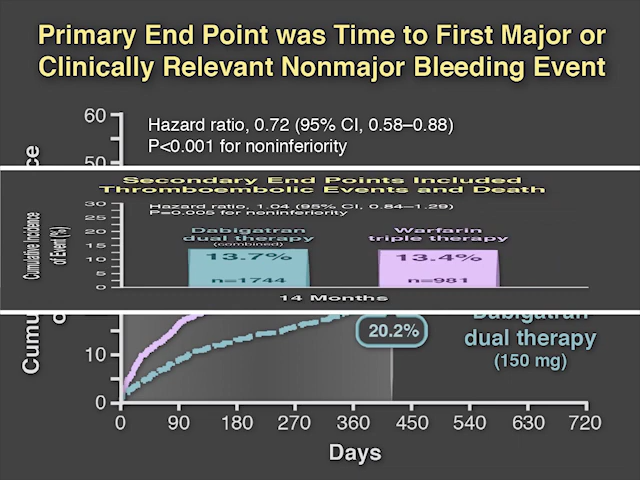 Primary End Point was Time to First Major or
Clinically Relevant Nonmajor Bleeding Event
60
Hazard ratio, 0.72 (95% CI, 0.58–0.88)
P<0.001 for noninferiority
50
Secondary End Points Included
Thromboembolic Events and Death
30
Hazard ratio, 1.04 (95% CI, 0.84–1.29)
P=0.005 for noninferiority
25
20
15
10
5
0
Cumulative Incidence
of Event (%)
Dabigatran
dual therapy
(combined)
13.7%
n=1744
Warfarin
triple therapy
13.4%
n=981
14 Months
20.2%
Dabigatran
dual therapy
(150 mg)
10
0
0 90 180 270 360 450 540 630 720
Days